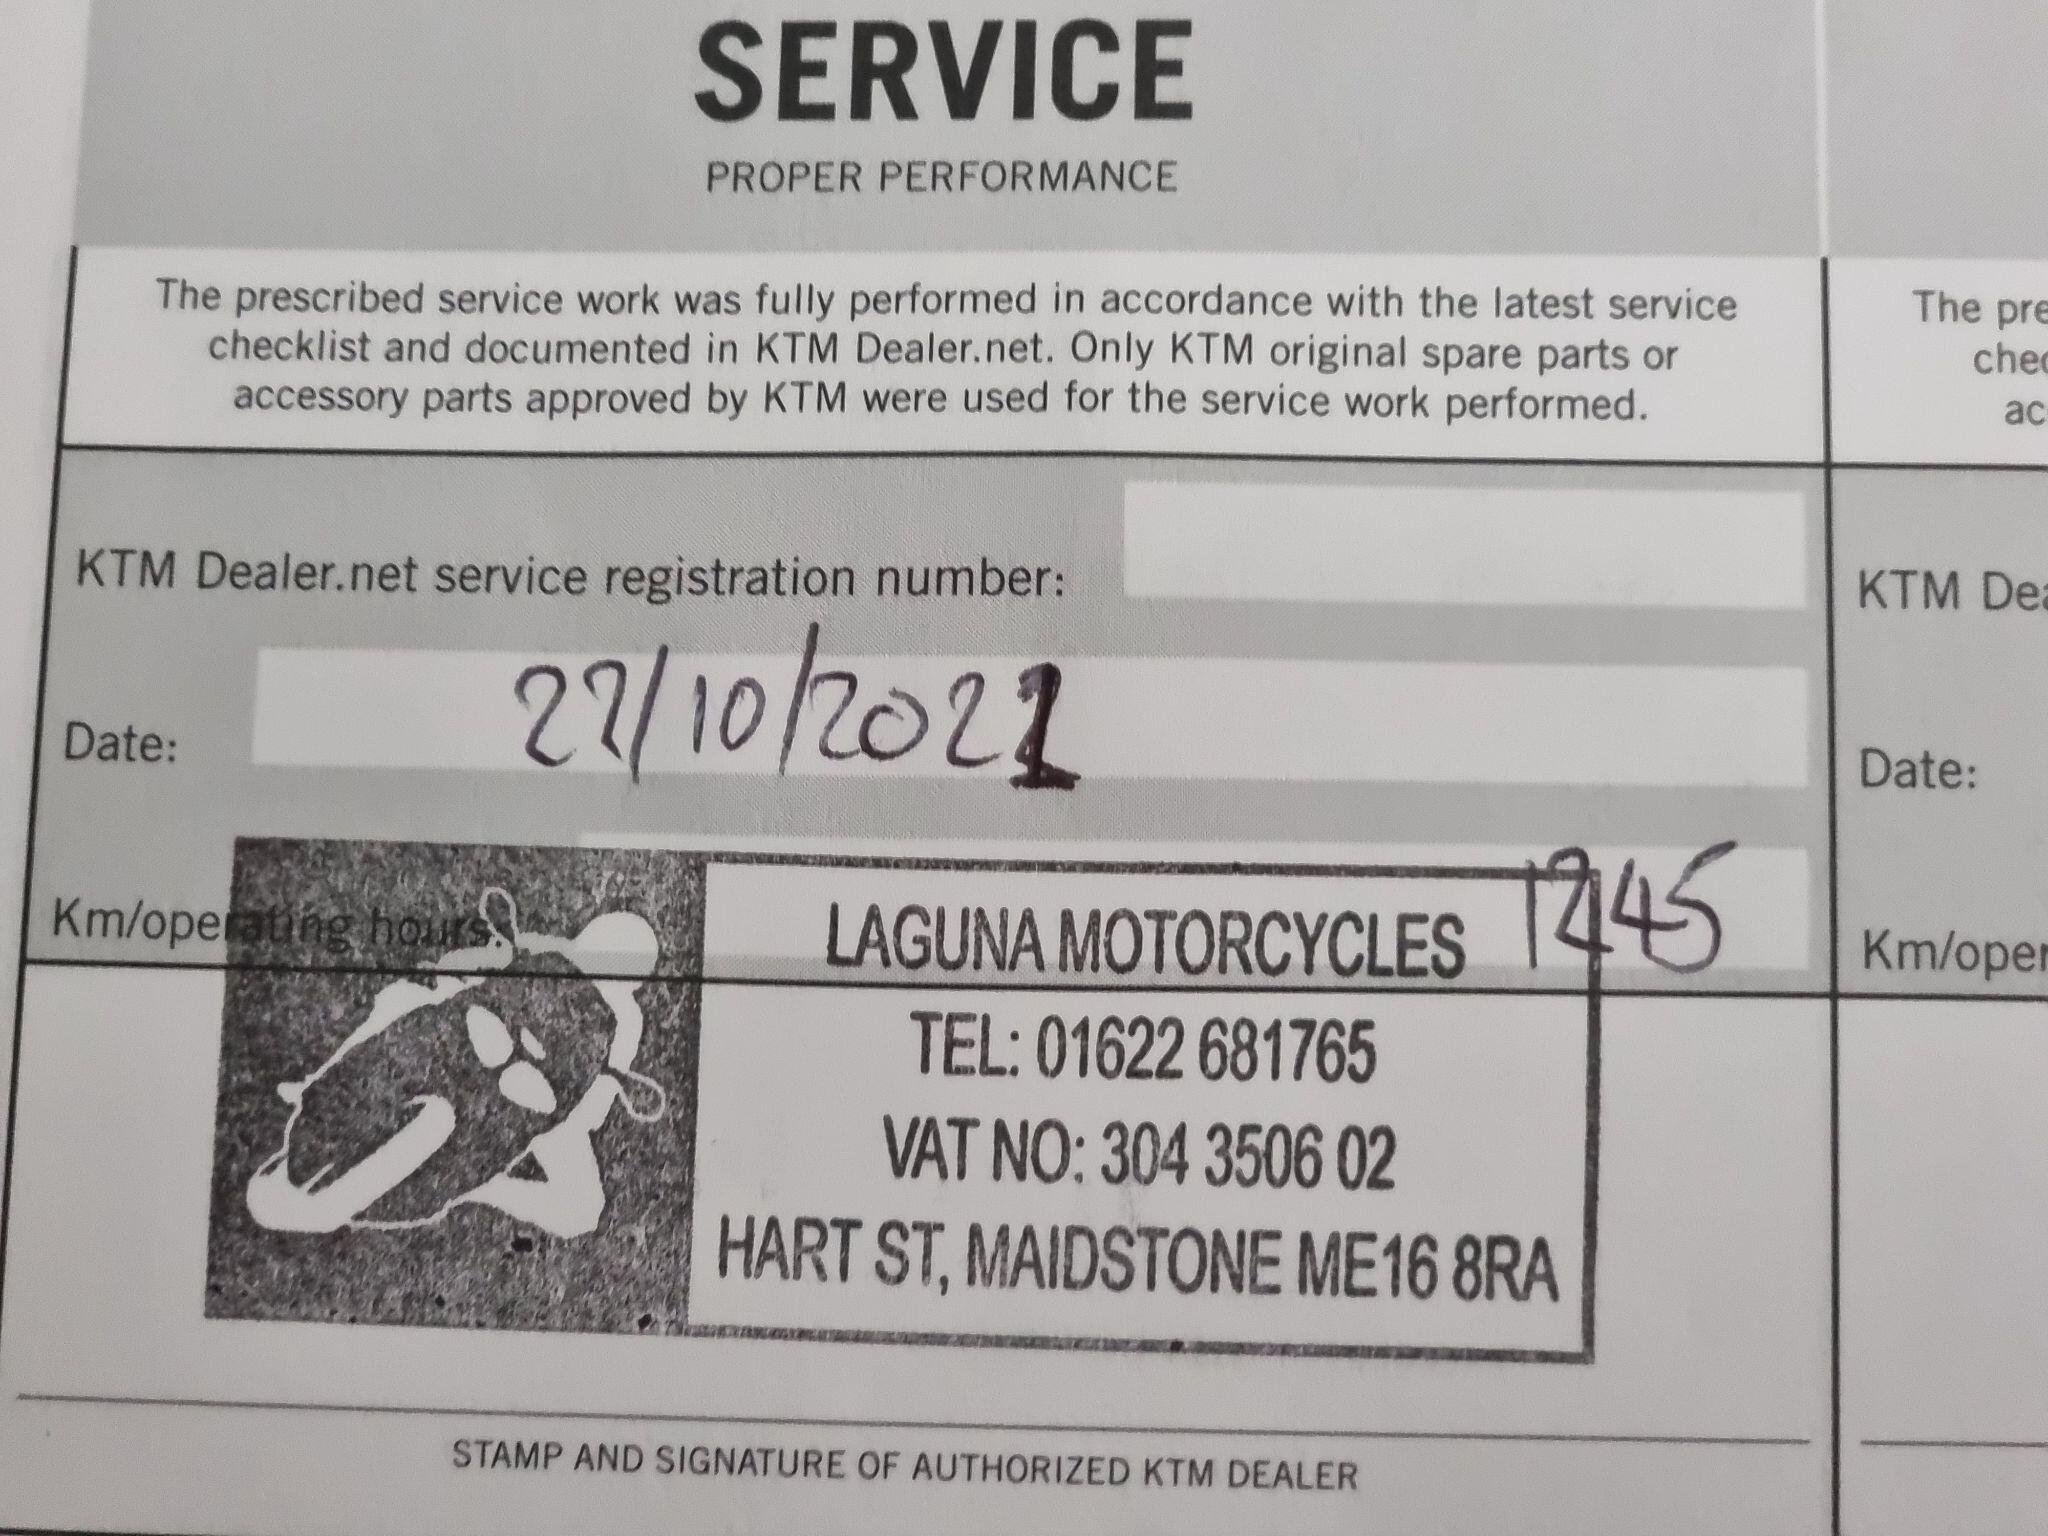 SERVICE
PROPER PERFORMANCE
The prescribed service work was fully performed in accordance with the latest service
checklist and documented in KTM Dealer.net. Only KTM original spare parts or
accessory parts approved by KTM were used for the service work performed.
KTM Dealer.net service registration number:
Date: 27/10/2021
Km/operating hours: 1245
LAGUNA MOTORCYCLES
TEL: 01622 681765
VAT NO: 304 3506 02
HART ST, MAIDSTONE ME16 8RA
STAMP AND SIGNATURE OF AUTHORIZED KTM DEALER
The pre
chec
ac
KTM Dea
Date:
Km/oper